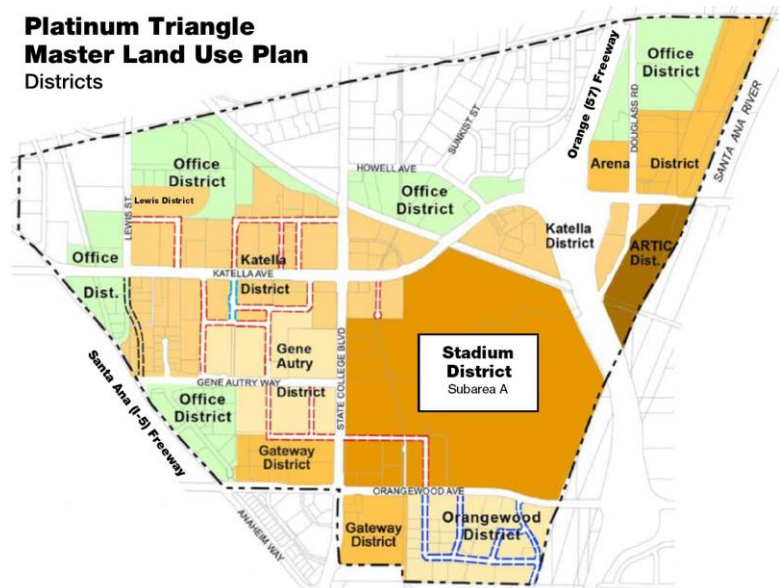 Platinum Triangle
Master Land Use Plan
Districts
Orange (57) Freeway
Office
District
DOUGLASS RD
SANTA ANA RIVER
SUNKIST ST.
Office
District
HOWELL AVE
Arena
District
Lewis District
LEWIS ST.
Office
District
Katella
District
ARTIC
Dist.
Office
Dist.
Katella
KATELLA AVE
District
STATE COLLEGE BLVD
Gene
Autry
District
Stadium
District
Subarea A
GENE AUTRY WAY
Santa Ana (I-5) Freeway
Office
District
Gateway
District
ORANGEWOOD AVE
ANAHEIM WAY
Gateway
District
Orangewood
District